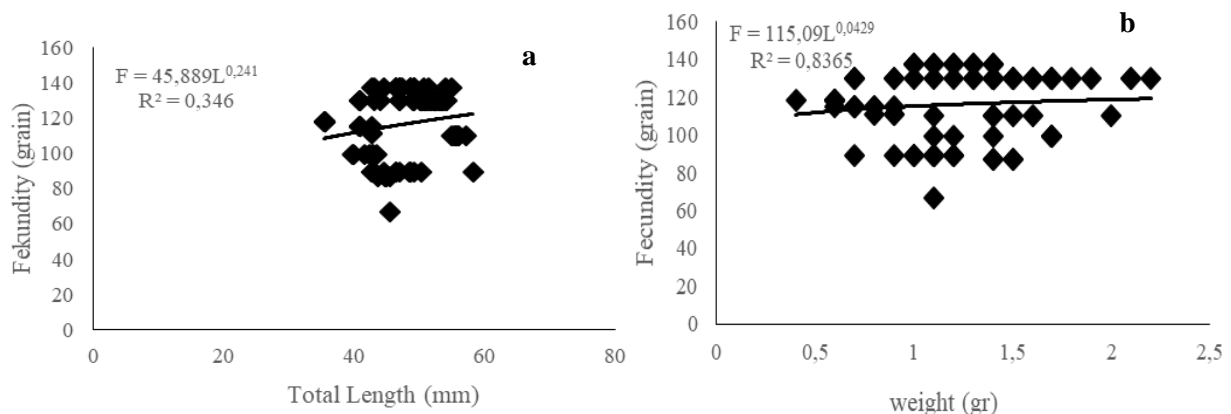 a
F = 45,889L^0,241
R² = 0,346
Fekundity (grain)
160
140
120
100
80
60
40
20
0
0 20 40 60 80
Total Length (mm)
b
F = 115,09L^0,0429
R² = 0,8365
Fecundity (grain)
160
140
120
100
80
60
40
20
0
0 0,5 1 1,5 2 2,5
weight (gr)